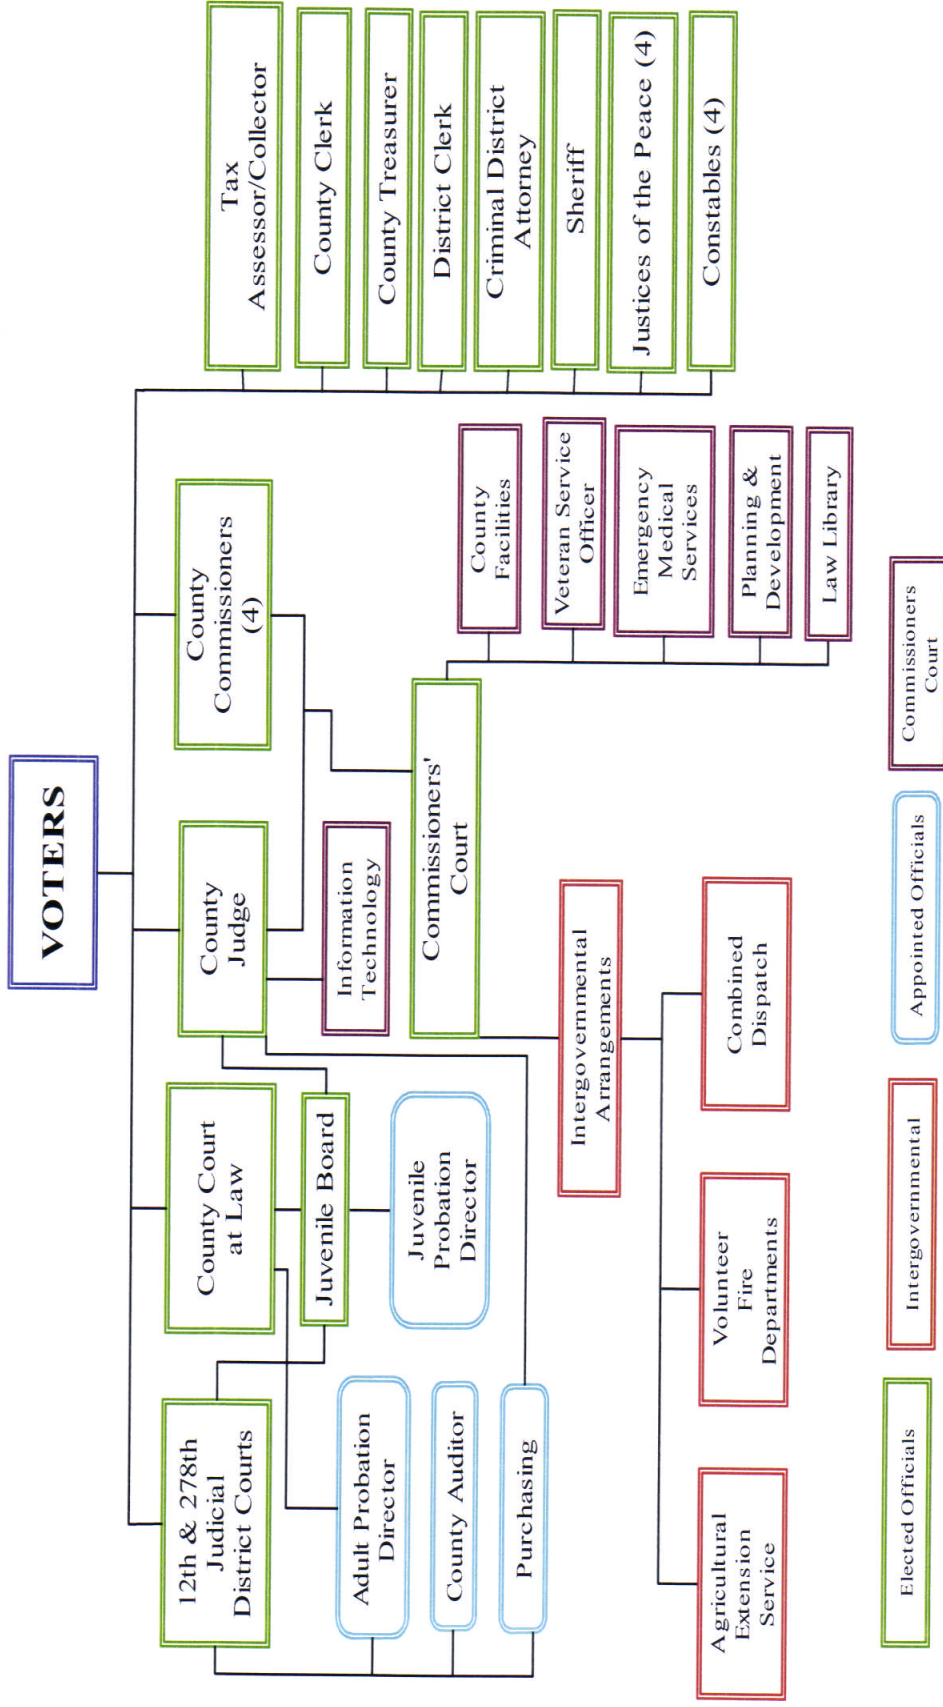 VOTERS
12th & 278th
Judicial
District Courts
County Court
at Law
County
Judge
County
Commissioners
(4)
Tax
Assessor/Collector
County Clerk
County Treasurer
District Clerk
Criminal District
Attorney
Sheriff
Justices of the Peace (4)
Constables (4)
Juvenile Board
Information
Technology
Adult Probation
Director
County Auditor
Purchasing
Juvenile
Probation
Director
Commissioners'
Court
County
Facilities
Veteran Service
Officer
Emergency
Medical
Services
Planning &
Development
Law Library
Intergovernmental
Arrangements
Agricultural
Extension
Service
Volunteer
Fire
Departments
Combined
Dispatch
Elected Officials
Intergovernmental
Appointed Officials
Commissioners
Court